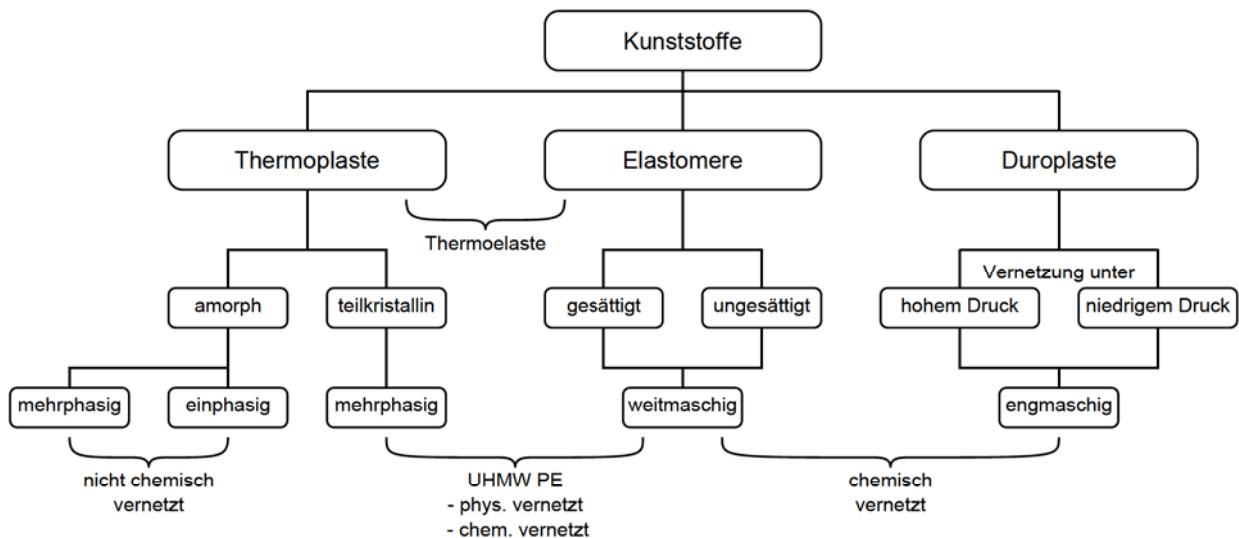 Kunststoffe
Thermoplaste
Elastomere
Duroplaste
Thermoelaste
Vernetzung unter
amorph
teilkristallin
gesättigt
ungesättigt
hohem Druck
niedrigem Druck
mehrphasig
einphasig
mehrphasig
weitmaschig
engmaschig
nicht chemisch
vernetzt
UHMW PE
- phys. vernetzt
- chem. vernetzt
chemisch
vernetzt